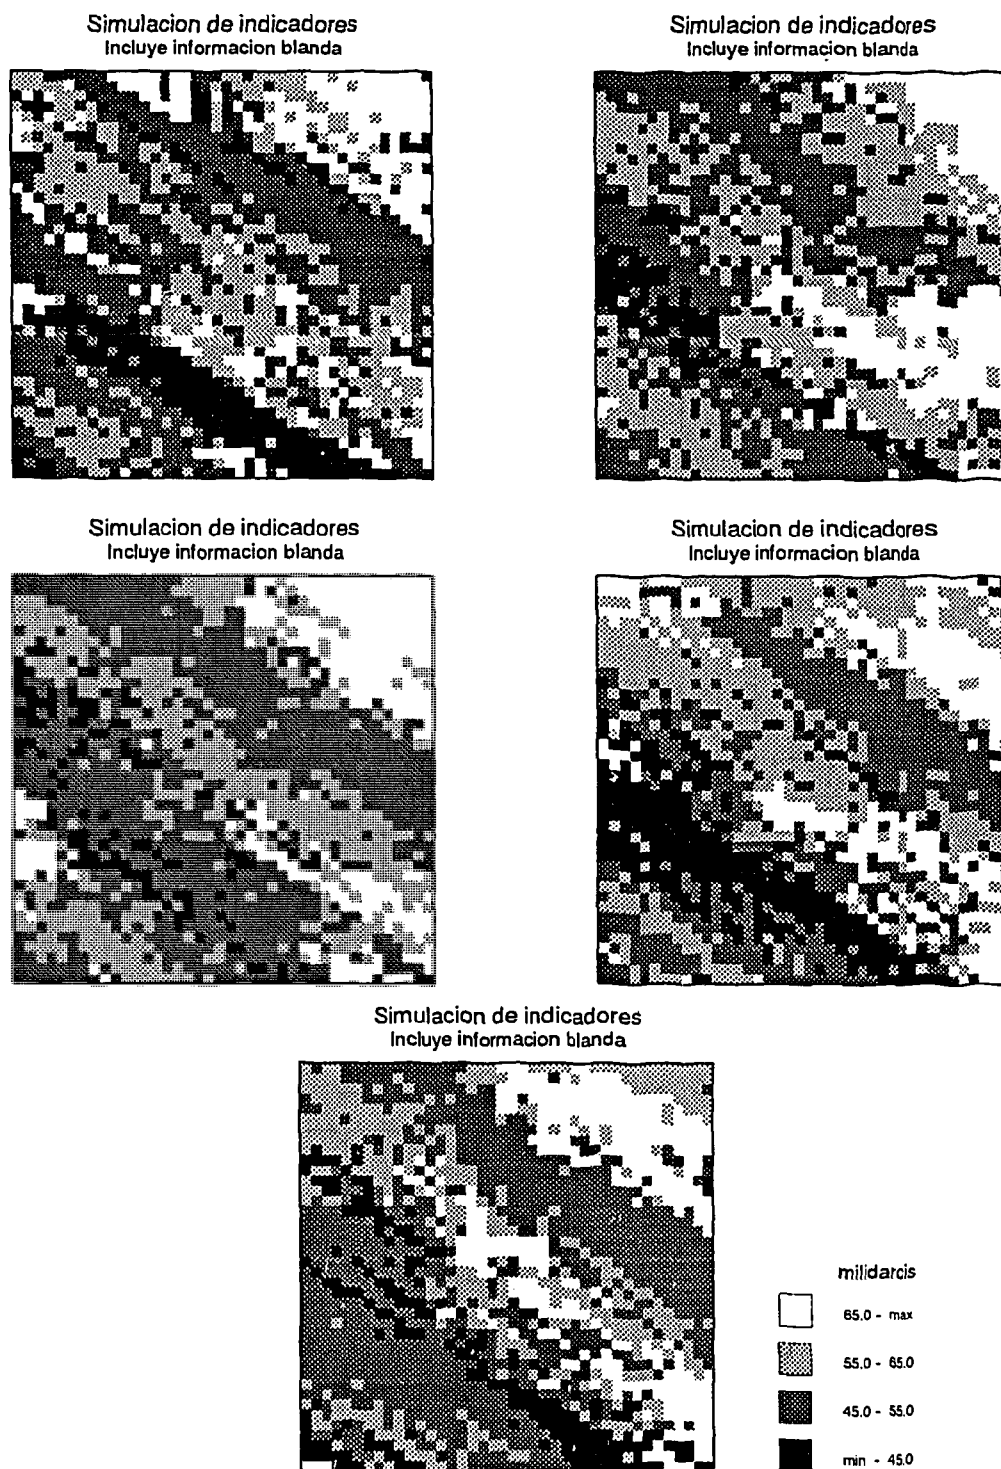 Simulacion de indicadores
Incluye informacion blanda
Simulacion de indicadores
Incluye informacion blanda
Simulacion de indicadores
Incluye informacion blanda
Simulacion de indicadores
Incluye informacion blanda
Simulacion de indicadores
Incluye informacion blanda
milidarcis
65.0 - max
55.0 - 65.0
45.0 - 55.0
min - 45.0